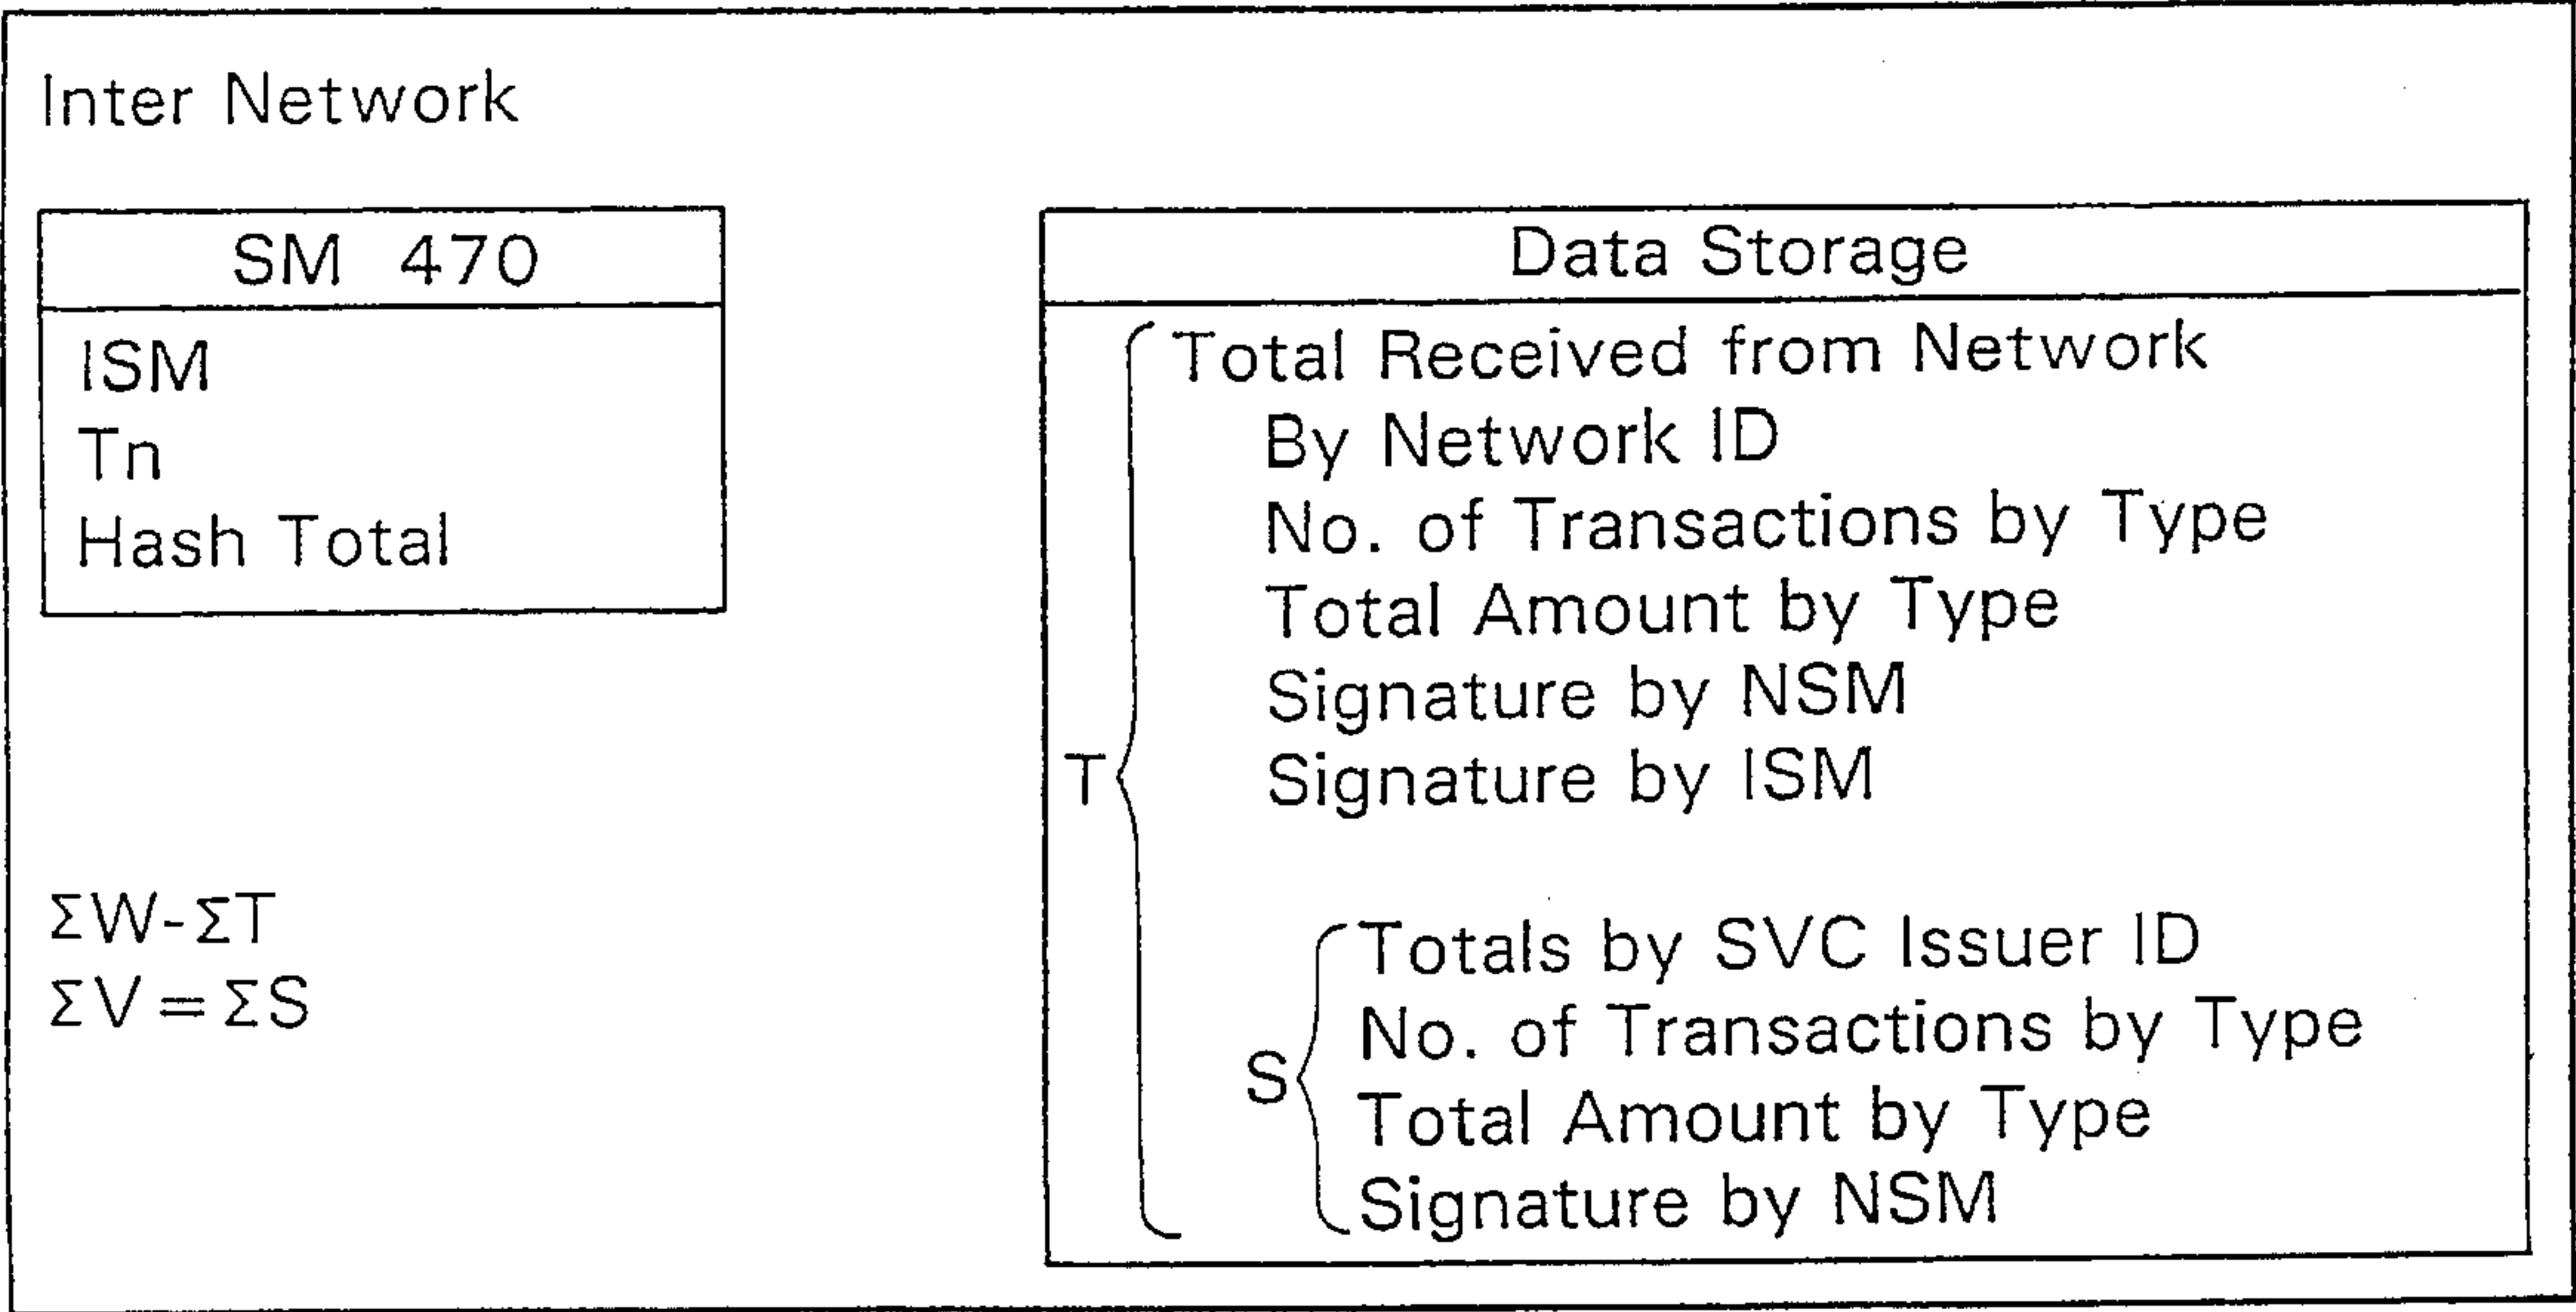 Inter Network
SM 470
ISM
Tn
Hash Total
ΣW-ΣT
ΣV=ΣS
Data Storage
Total Received from Network
By Network ID
No. of Transactions by Type
Total Amount by Type
Signature by NSM
Signature by ISM
T
Totals by SVC Issuer ID
No. of Transactions by Type
S
Total Amount by Type
Signature by NSM